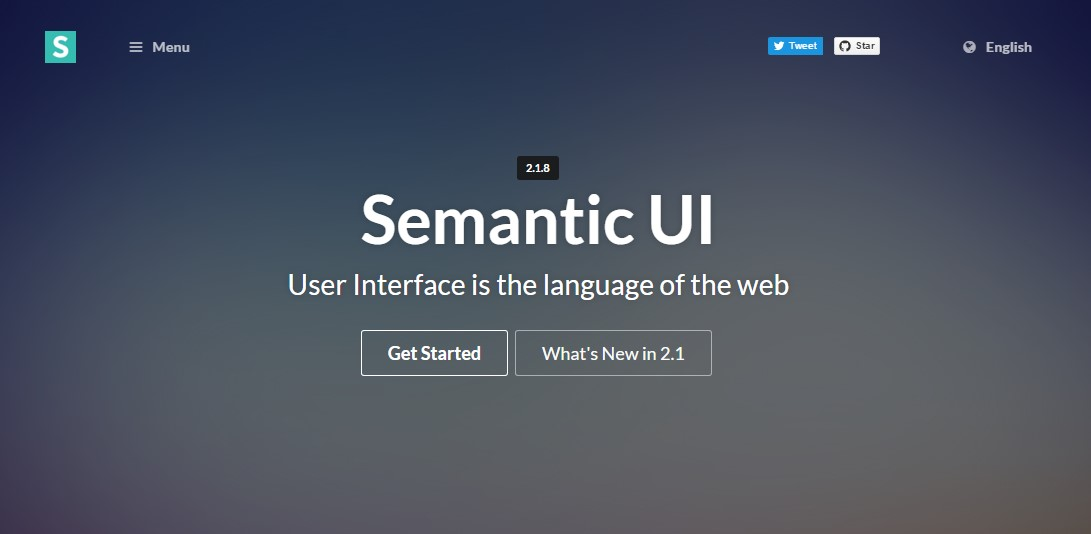 S
Menu
Tweet
Star
English
2.1.8
Semantic UI
User Interface is the language of the web
Get Started
What's New in 2.1